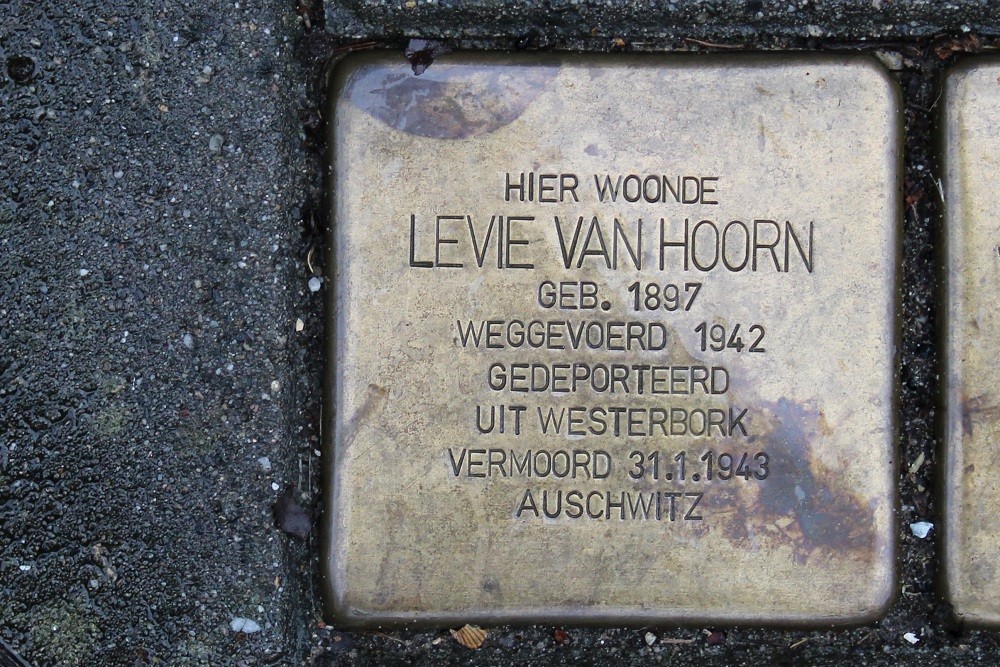 HIER WOONDE
LEVIE VAN HOORN
GEB. 1897
WEGGEVOERD 1942
GEDEPORTEERD
UIT WESTERBORK
VERMOORD 31.1.1943
AUSCHWITZ